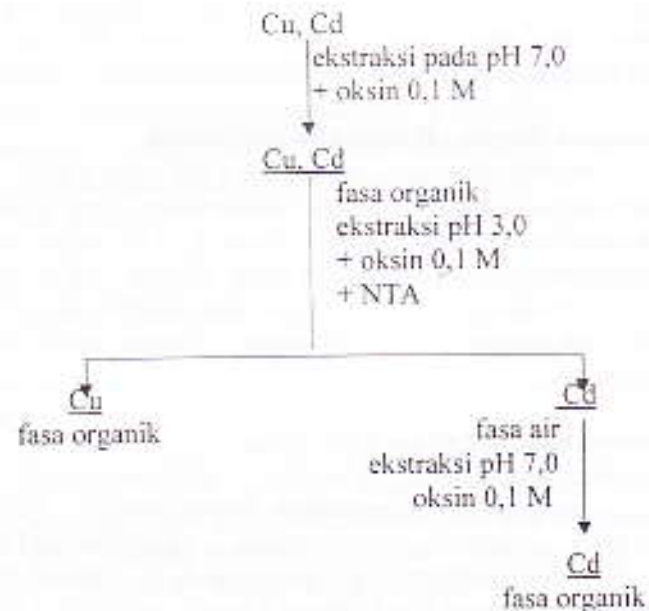 Cu, Cd
ekstraksi pada pH 7,0
+ oksin 0,1 M
Cu, Cd
fasa organik
ekstraksi pH 3,0
+ oksin 0,1 M
+ NTA
Cu
fasa organik
Cd
fasa air
ekstraksi pH 7,0
oksin 0,1 M
Cd
fasa organik